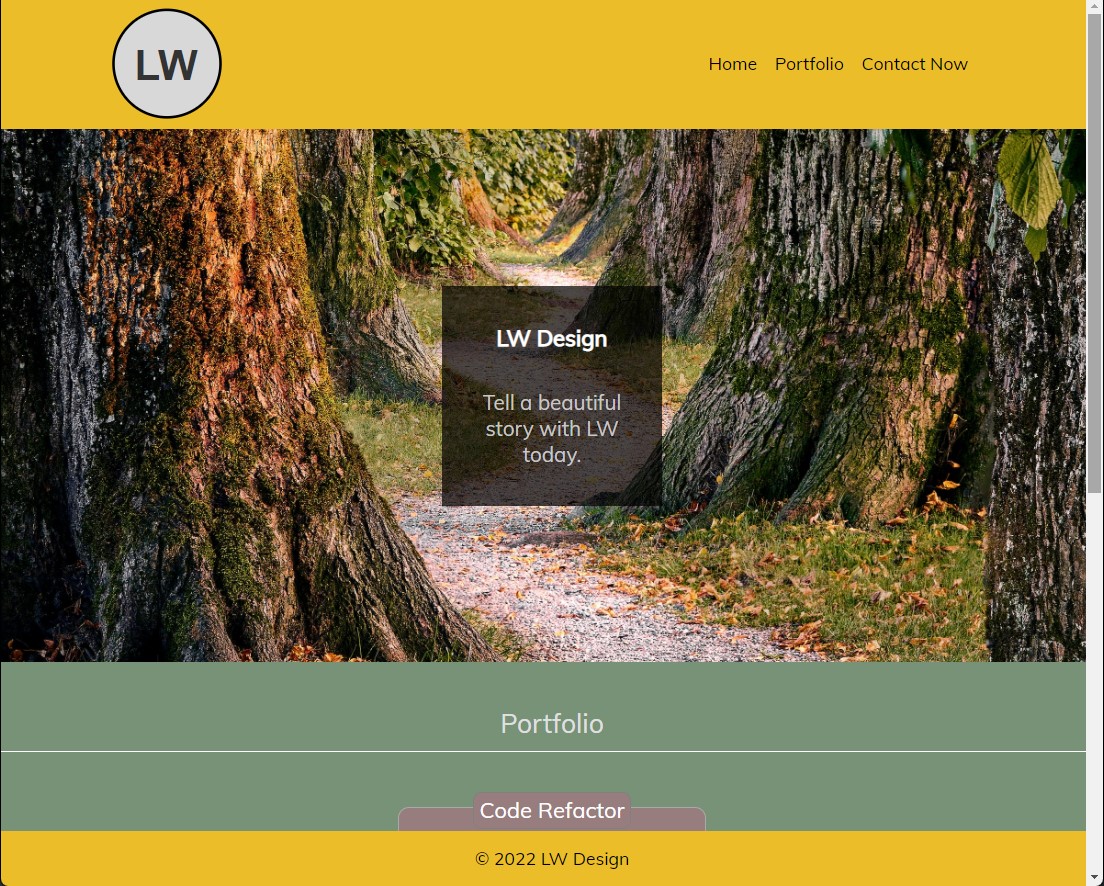 LW
Home Portfolio Contact Now
LW Design
Tell a beautiful
story with LW
today.
Portfolio
Code Refactor
© 2022 LW Design